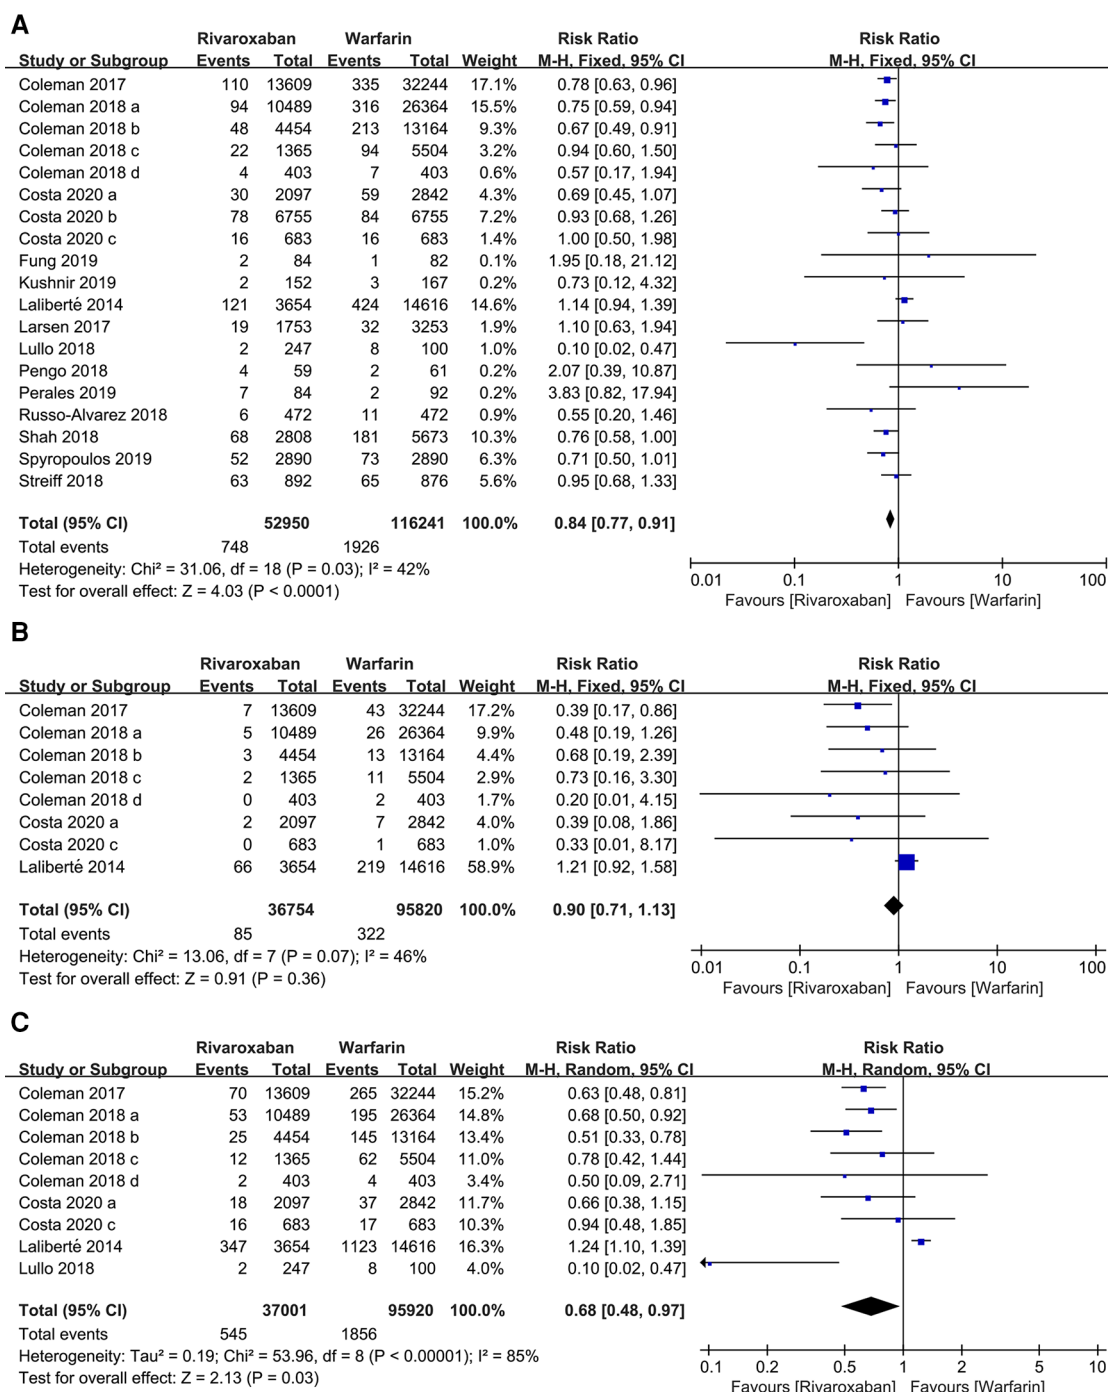 A
Rivaroxaban Warfarin Risk Ratio Risk Ratio
Study or Subgroup Events Total Events Total Weight M-H, Fixed, 95% CI M-H, Fixed, 95% CI
Coleman 2017 110 13609 335 32244 17.1% 0.78 [0.63, 0.96]
Coleman 2018 a 94 10489 316 26364 15.5% 0.75 [0.59, 0.94]
Coleman 2018 b 48 4454 213 13164 9.3% 0.67 [0.49, 0.91]
Coleman 2018 c 22 1365 94 5504 3.2% 0.94 [0.60, 1.50]
Coleman 2018 d 4 403 7 403 0.6% 0.57 [0.17, 1.94]
Costa 2020 a 30 2097 59 2842 4.3% 0.69 [0.45, 1.07]
Costa 2020 b 78 6755 84 6755 7.2% 0.93 [0.68, 1.26]
Costa 2020 c 16 683 16 683 1.4% 1.00 [0.50, 1.98]
Fung 2019 2 84 1 82 0.1% 1.95 [0.18, 21.12]
Kushnir 2019 2 152 3 167 0.2% 0.73 [0.12, 4.32]
Laliberté 2014 121 3654 424 14616 14.6% 1.14 [0.94, 1.39]
Larsen 2017 19 1753 32 3253 1.9% 1.10 [0.63, 1.94]
Lullo 2018 2 247 8 100 1.0% 0.10 [0.02, 0.47]
Pengo 2018 4 59 2 61 0.2% 2.07 [0.39, 10.87]
Perales 2019 7 84 2 92 0.2% 3.83 [0.82, 17.94]
Russo-Alvarez 2018 6 472 11 472 0.9% 0.55 [0.20, 1.46]
Shah 2018 68 2808 181 5673 10.3% 0.76 [0.58, 1.00]
Spyropoulos 2019 52 2890 73 2890 6.3% 0.71 [0.50, 1.01]
Streiff 2018 63 892 65 876 5.6% 0.95 [0.68, 1.33]
Total (95% CI) 52950 116241 100.0% 0.84 [0.77, 0.91]
Total events 748 1926
Heterogeneity: Chi² = 31.06, df = 18 (P = 0.03); I² = 42%
Test for overall effect: Z = 4.03 (P < 0.0001)
0.01 0.1 1 10 100
Favours [Rivaroxaban] Favours [Warfarin]
B
Rivaroxaban Warfarin Risk Ratio Risk Ratio
Study or Subgroup Events Total Events Total Weight M-H, Fixed, 95% CI M-H, Fixed, 95% CI
Coleman 2017 7 13609 43 32244 17.2% 0.39 [0.17, 0.86]
Coleman 2018 a 5 10489 26 26364 9.9% 0.48 [0.19, 1.26]
Coleman 2018 b 3 4454 13 13164 4.4% 0.68 [0.19, 2.39]
Coleman 2018 c 2 1365 11 5504 2.9% 0.73 [0.16, 3.30]
Coleman 2018 d 0 403 2 403 1.7% 0.20 [0.01, 4.15]
Costa 2020 a 2 2097 7 2842 4.0% 0.39 [0.08, 1.86]
Costa 2020 c 0 683 1 683 1.0% 0.33 [0.01, 8.17]
Laliberté 2014 66 3654 219 14616 58.9% 1.21 [0.92, 1.58]
Total (95% CI) 36754 95820 100.0% 0.90 [0.71, 1.13]
Total events 85 322
Heterogeneity: Chi² = 13.06, df = 7 (P = 0.07); I² = 46%
Test for overall effect: Z = 0.91 (P = 0.36)
0.01 0.1 1 10 100
Favours [Rivaroxaban] Favours [Warfarin]
C
Rivaroxaban Warfarin Risk Ratio Risk Ratio
Study or Subgroup Events Total Events Total Weight M-H, Random, 95% CI M-H, Random, 95% CI
Coleman 2017 70 13609 265 32244 15.2% 0.63 [0.48, 0.81]
Coleman 2018 a 53 10489 195 26364 14.8% 0.68 [0.50, 0.92]
Coleman 2018 b 25 4454 145 13164 13.4% 0.51 [0.33, 0.78]
Coleman 2018 c 12 1365 62 5504 11.0% 0.78 [0.42, 1.44]
Coleman 2018 d 2 403 4 403 3.4% 0.50 [0.09, 2.71]
Costa 2020 a 18 2097 37 2842 11.7% 0.66 [0.38, 1.15]
Costa 2020 c 16 683 17 683 10.3% 0.94 [0.48, 1.85]
Laliberté 2014 347 3654 1123 14616 16.3% 1.24 [1.10, 1.39]
Lullo 2018 2 247 8 100 4.0% 0.10 [0.02, 0.47]
Total (95% CI) 37001 95920 100.0% 0.68 [0.48, 0.97]
Total events 545 1856
Heterogeneity: Tau² = 0.19; Chi² = 53.96, df = 8 (P < 0.00001); I² = 85%
Test for overall effect: Z = 2.13 (P = 0.03)
0.1 0.2 0.5 1 2 5 10
Favours [Rivaroxaban] Favours [Warfarin]